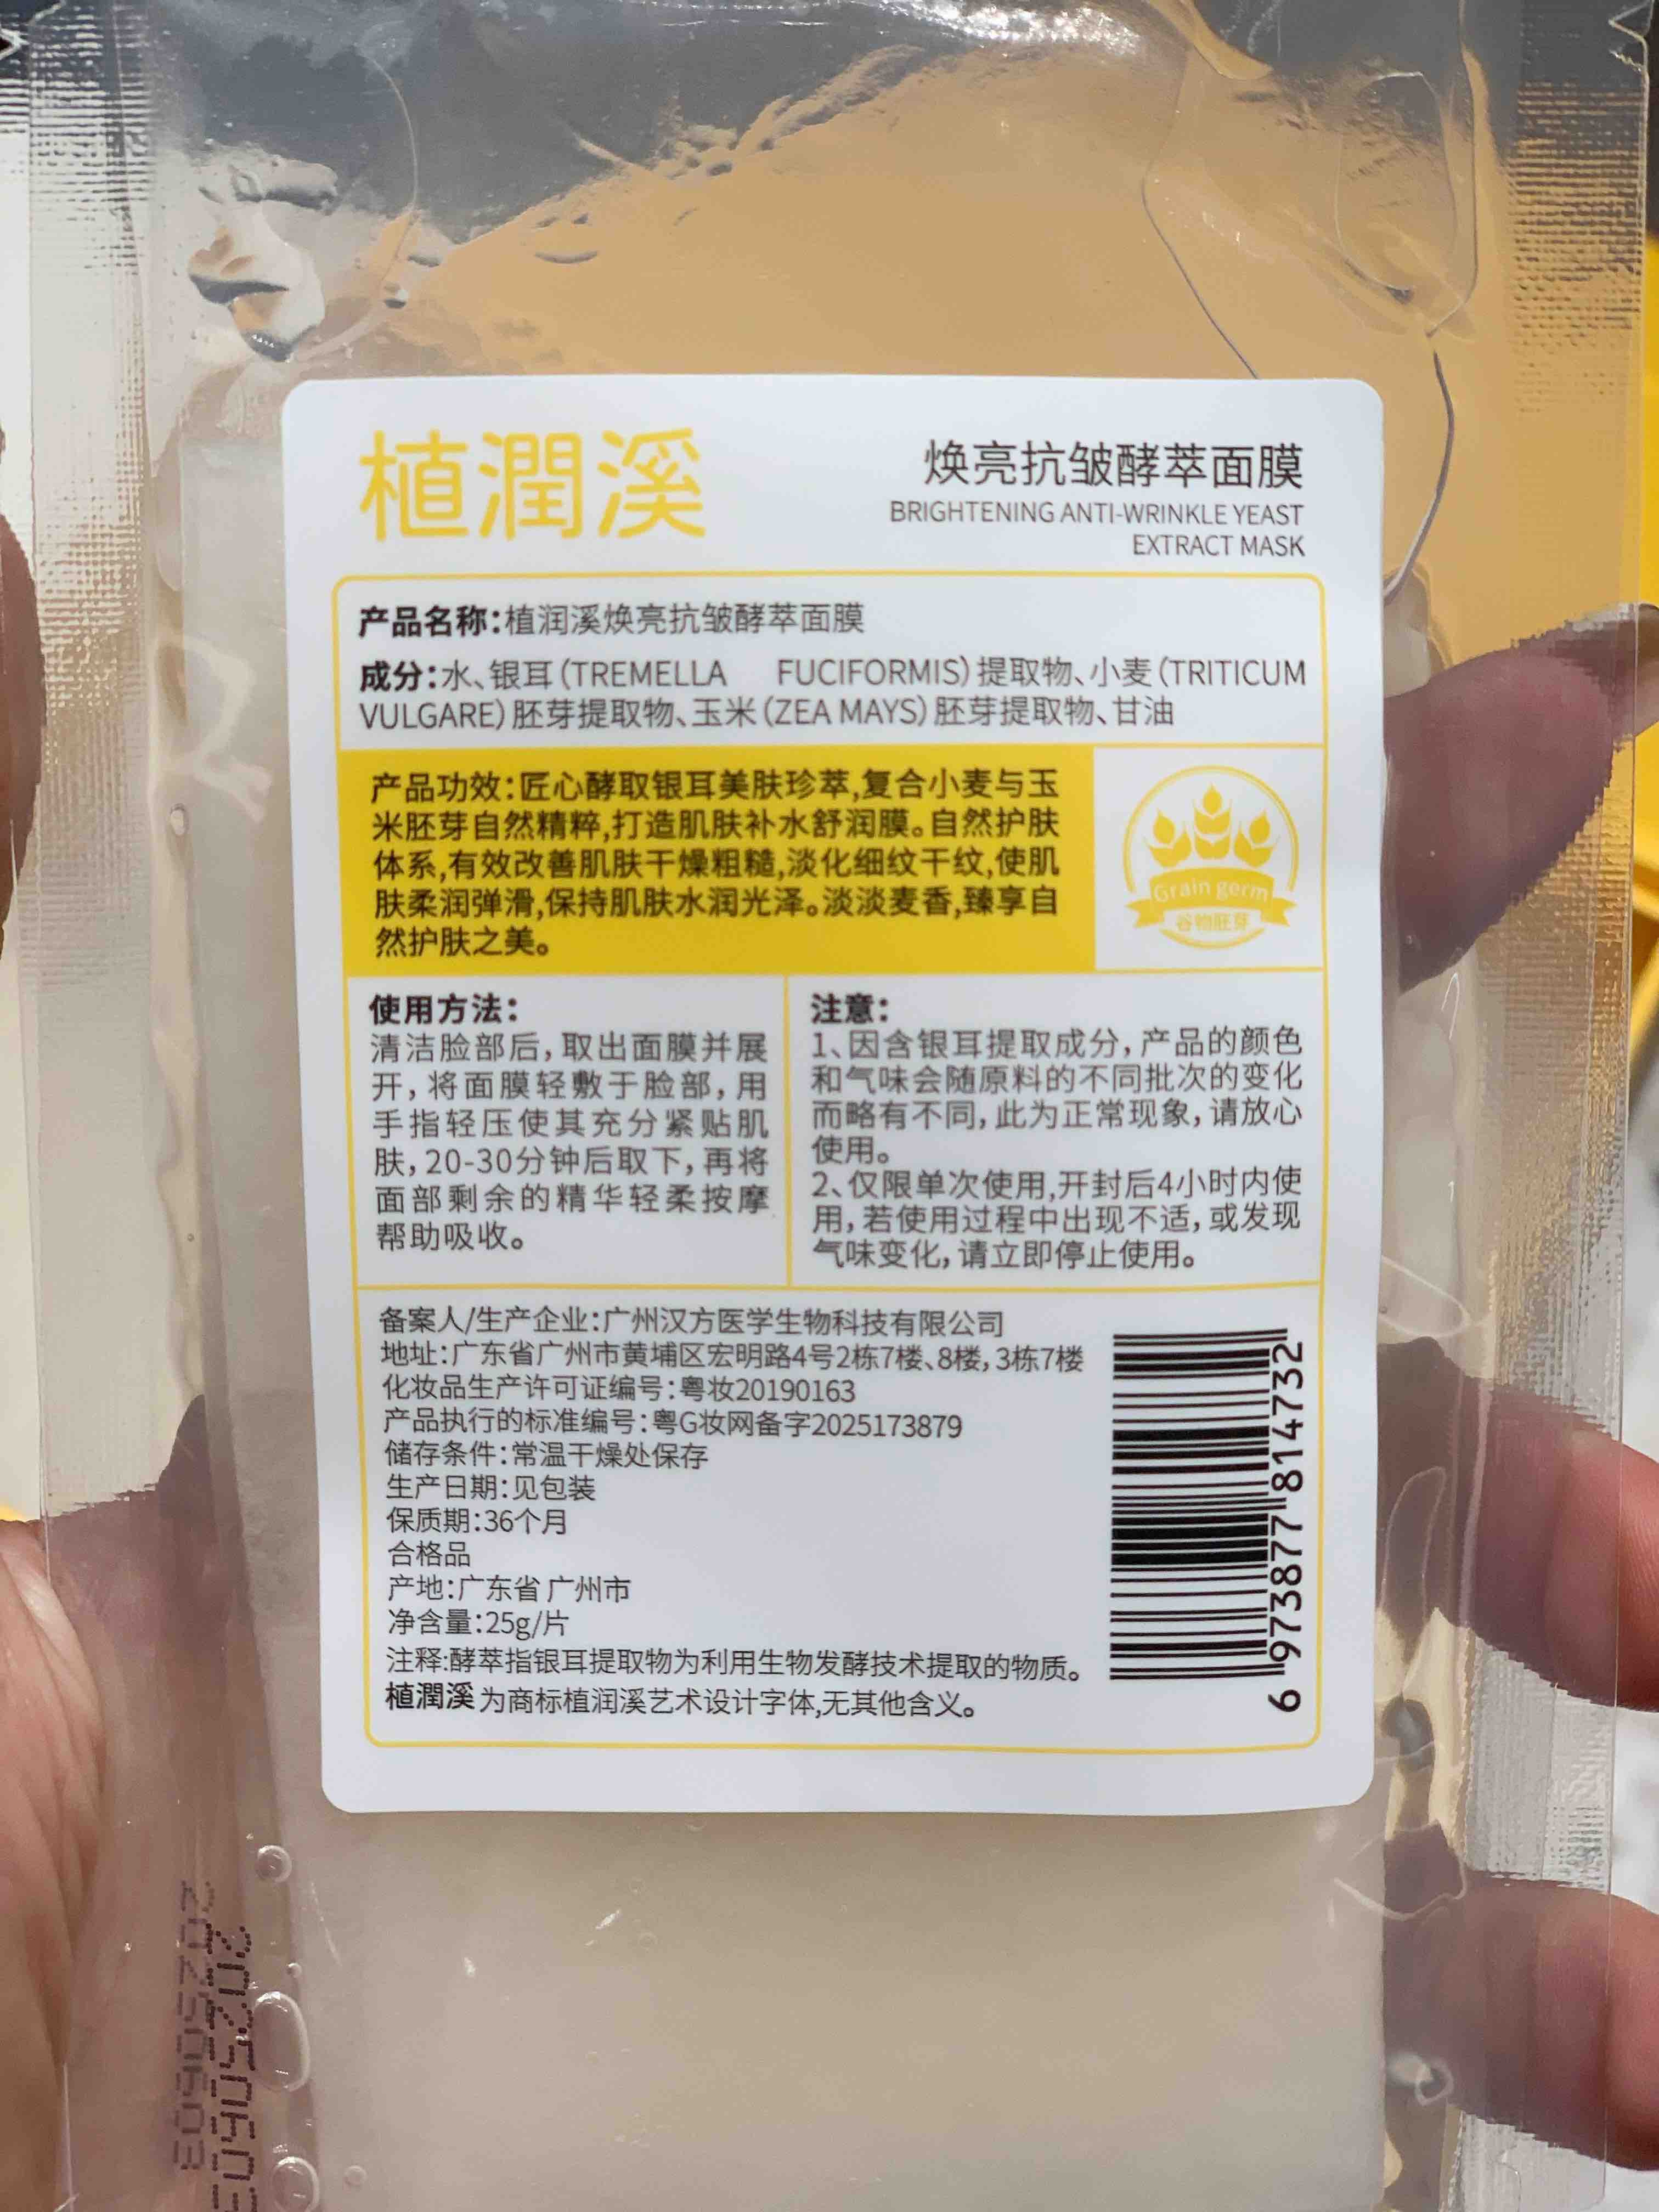 植潤溪
焕亮抗皱酵萃面膜
BRIGHTENING ANTI-WRINKLE YEAST
EXTRACT MASK
产品名称:植润溪焕亮抗皱酵萃面膜
成分:水、银耳(TREMELLA FUCIFORMIS)提取物、小麦(TRITICUM
VULGARE)胚芽提取物、玉米(ZEA MAYS)胚芽提取物、甘油
产品功效:匠心酵取银耳美肤珍萃,复合小麦与玉
米胚芽自然精粹,打造肌肤补水舒润膜。自然护肤
体系,有效改善肌肤干燥粗糙,淡化细纹干纹,使肌
肤柔润弹滑,保持肌肤水润光泽。淡淡麦香,臻享自
然护肤之美。
Grain germ
谷物胚芽
使用方法:
清洁脸部后,取出面膜并展
开,将面膜轻敷于脸部,用
手指轻压使其充分紧贴肌
肤,20-30分钟后取下,再将
面部剩余的精华轻柔按摩
帮助吸收。
注意:
1、因含银耳提取成分,产品的颜色
和气味会随原料的不同批次的变化
而略有不同,此为正常现象,请放心
使用。
2、仅限单次使用,开封后4小时内使
用,若使用过程中出现不适,或发现
气味变化,请立即停止使用。
备案人/生产企业:广州汉方医学生物科技有限公司
地址:广东省广州市黄埔区宏明路4号2栋7楼、8楼,3栋7楼
化妆品生产许可证编号:粤妆20190163
产品执行的标准编号:粤G妆网备字2025173879
储存条件:常温干燥处保存
生产日期:见包装
保质期:36个月
合格品
产地:广东省 广州市
净含量:25g/片
注释:酵萃指银耳提取物为利用生物发酵技术提取的物质。
植潤溪为商标植润溪艺术设计字体,无其他含义。
6 973877 814732